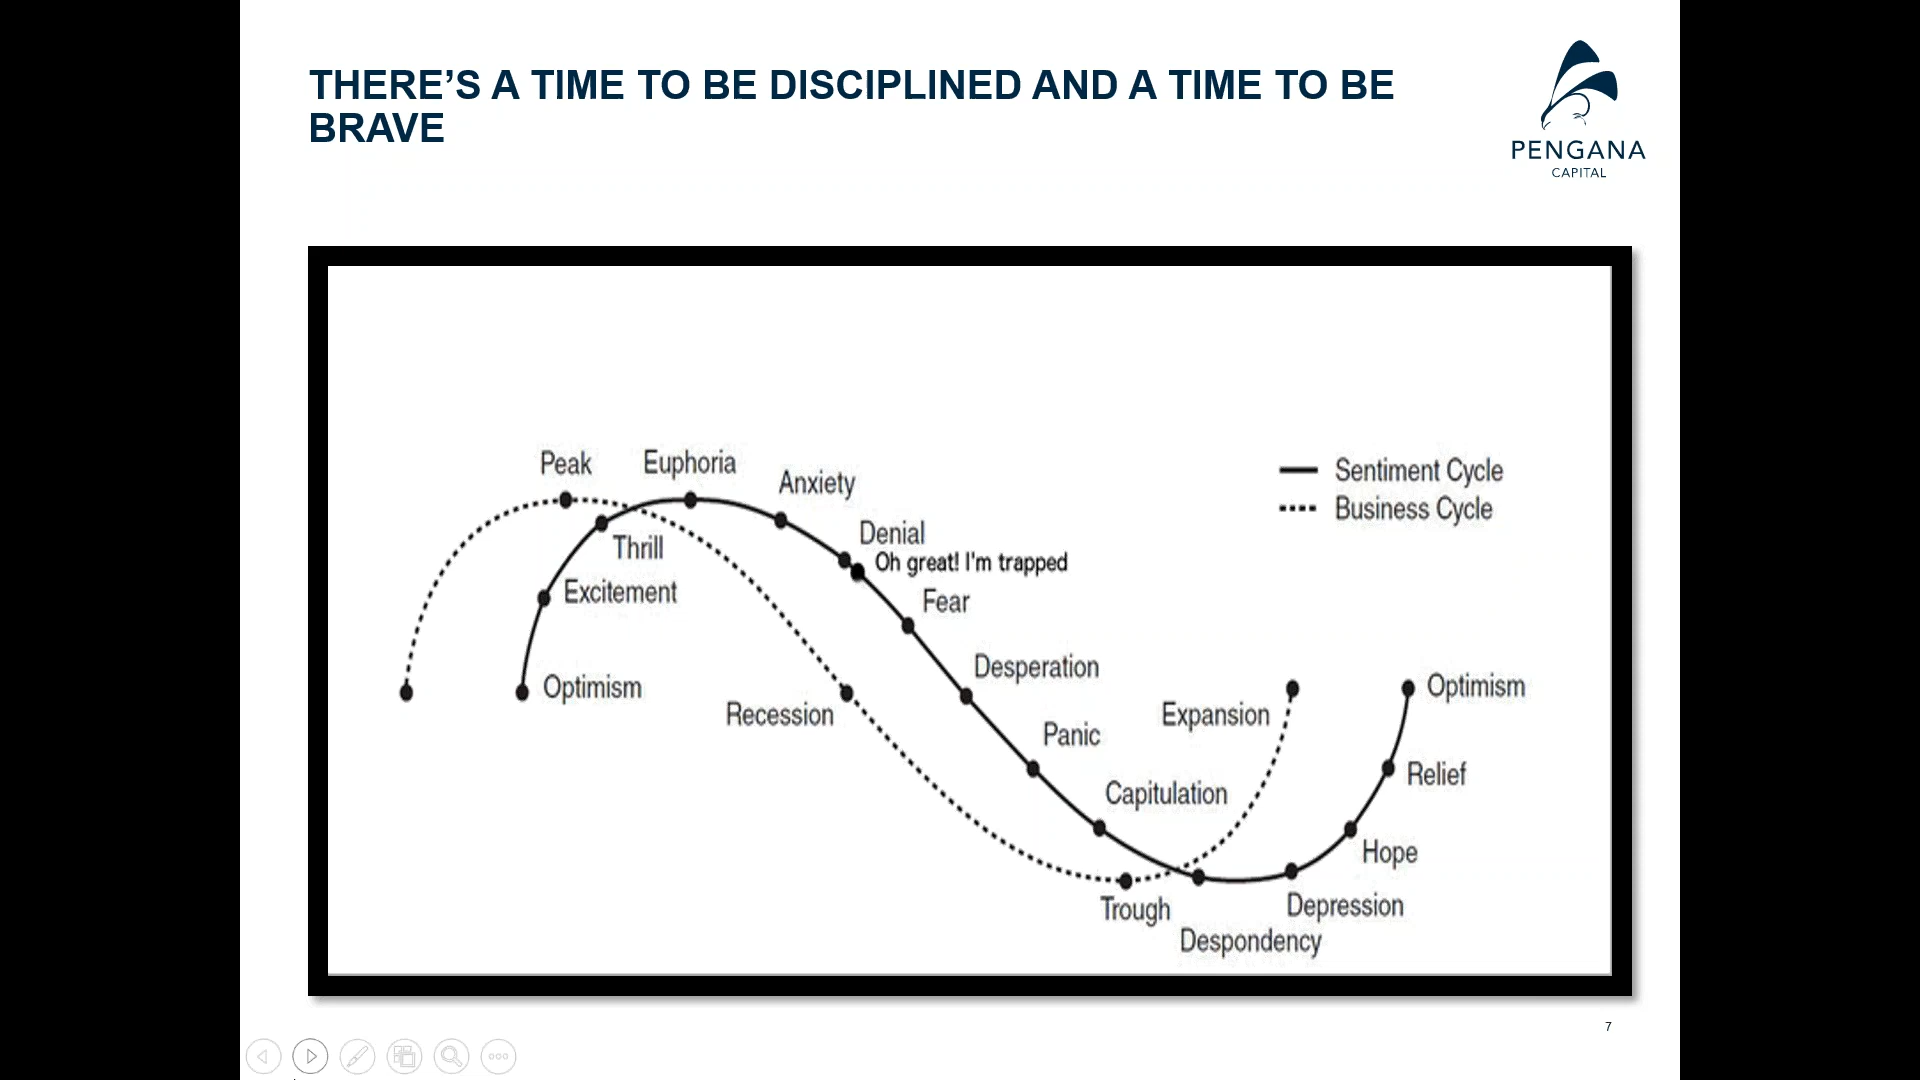 THERE’S A TIME TO BE DISCIPLINED AND A TIME TO BE
BRAVE
PENGANA
CAPITAL
Peak
Euphoria
Anxiety
Sentiment Cycle
Business Cycle
Denial
Oh great! I'm trapped
Thrill
Excitement
Fear
Optimism
Desperation
Recession
Panic
Expansion
Optimism
Capitulation
Relief
Hope
Trough
Depression
Despondency
7